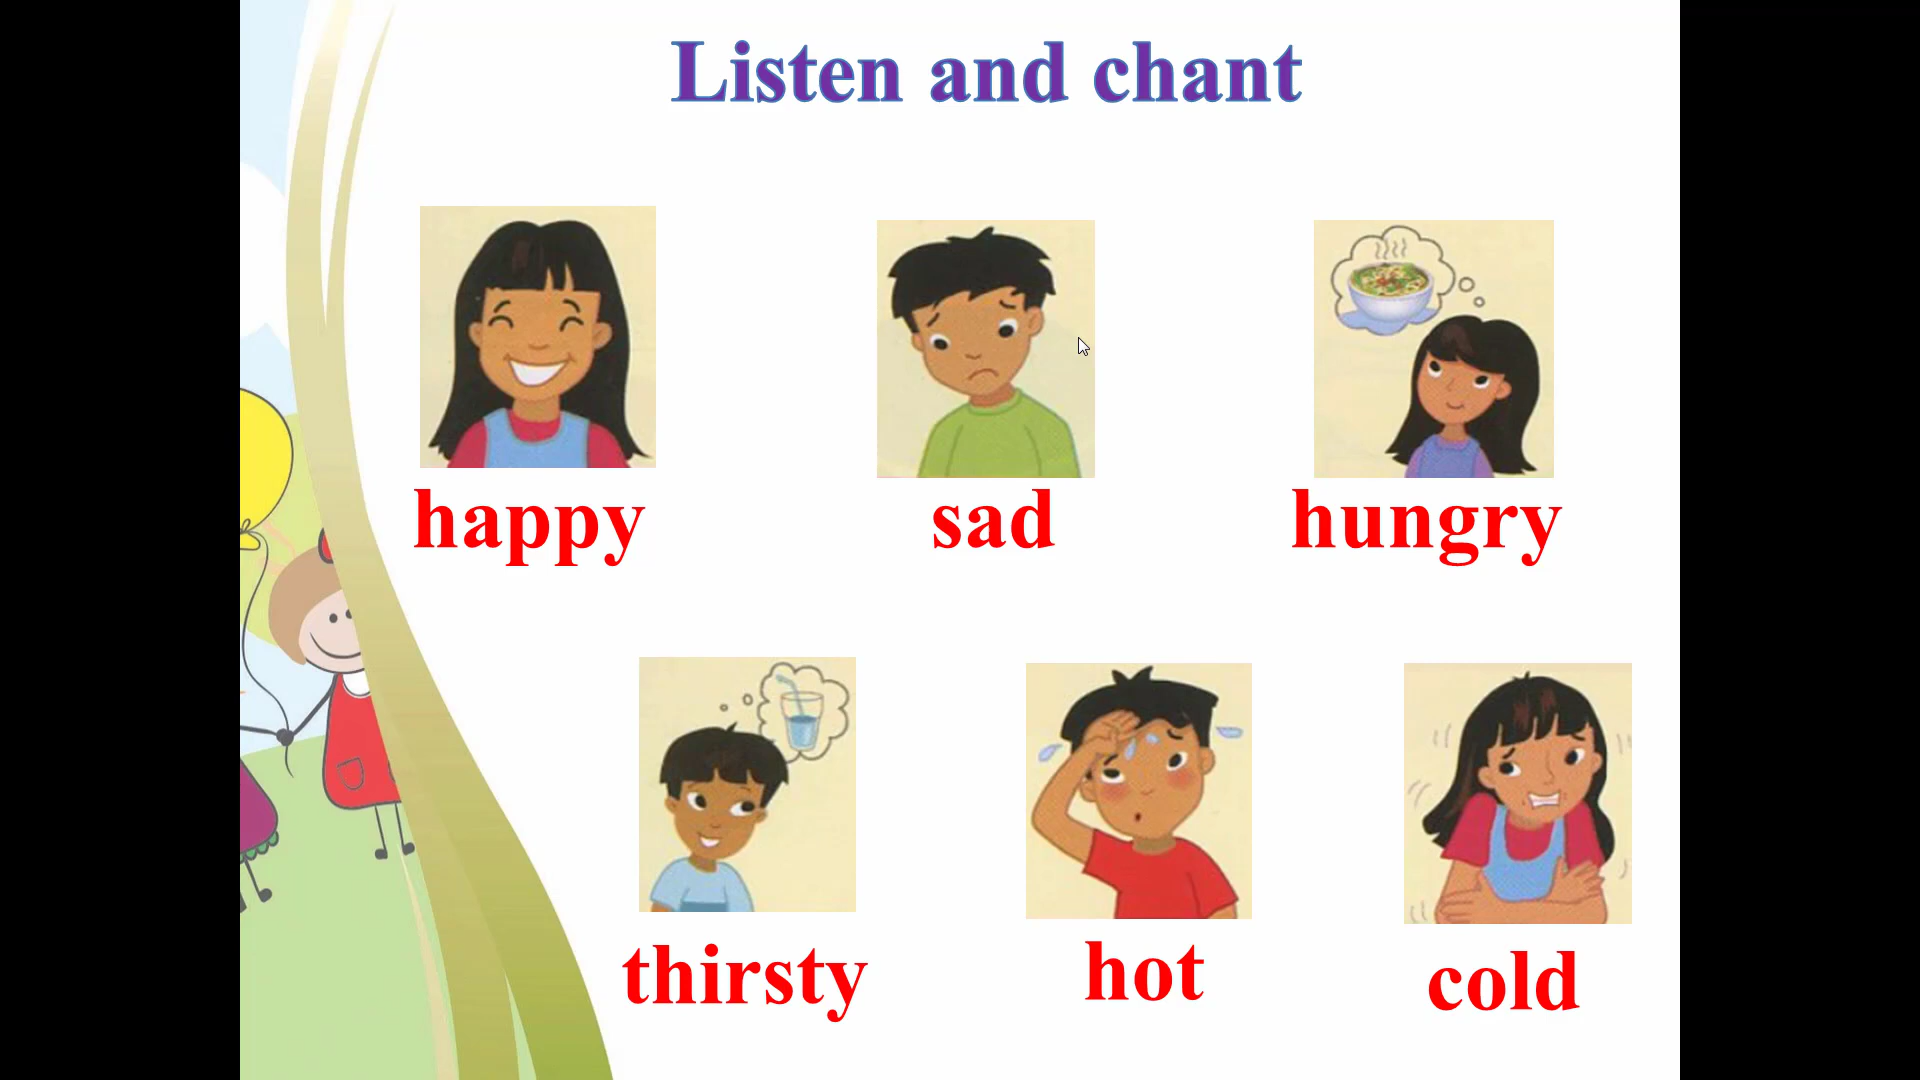 Listen and chant
happy
sad
hungry
thirsty
hot
cold